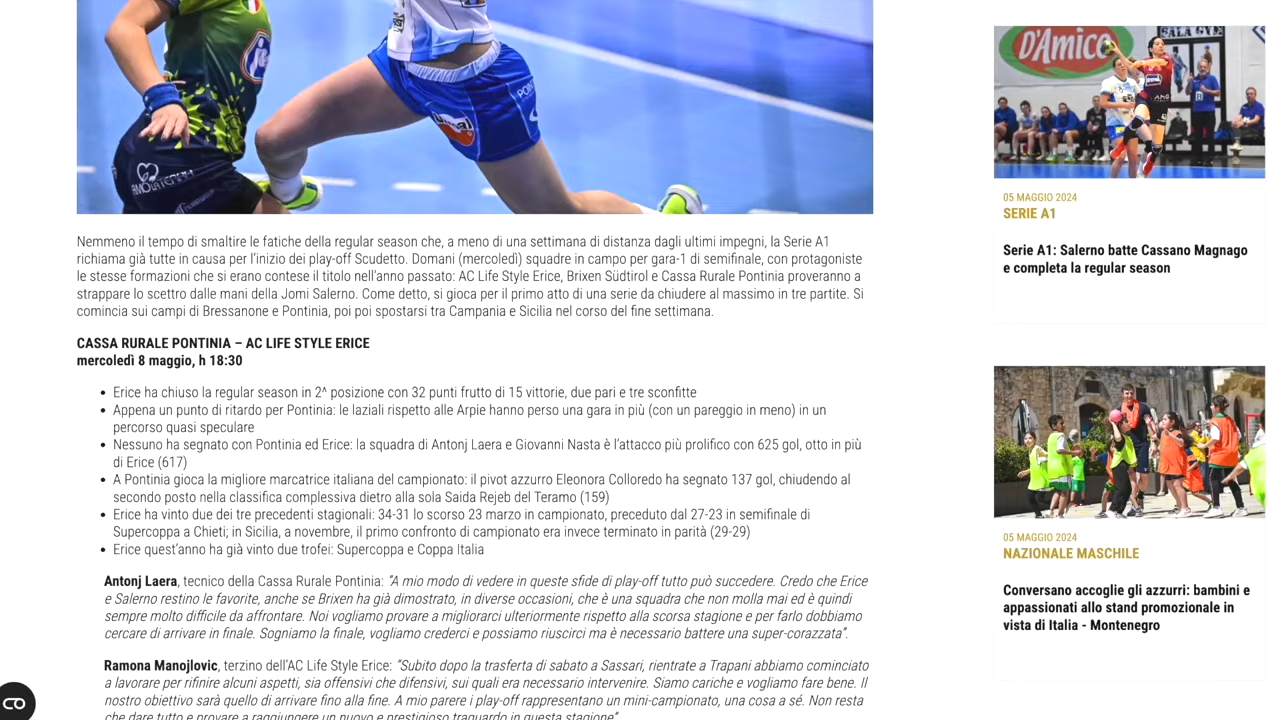 AMOLATERRA
D'Amico
SALA GYM
Nemmeno il tempo di smaltire le fatiche della regular season che, a meno di una settimana di distanza dagli ultimi impegni, la Serie A1
richiama già tutte in causa per l'inizio dei play-off Scudetto. Domani (mercoledì) squadre in campo per gara-1 di semifinale, con protagoniste
le stesse formazioni che si erano contese il titolo nell'anno passato: AC Life Style Erice, Brixen Südtirol e Cassa Rurale Pontinia proveranno a
strappare lo scettro dalle mani della Jomi Salerno. Come detto, si gioca per il primo atto di una serie da chiudere al massimo in tre partite. Si
comincia sui campi di Bressanone e Pontinia, poi poi spostarsi tra Campania e Sicilia nel corso del fine settimana.
CASSA RURALE PONTINIA – AC LIFE STYLE ERICE
mercoledì 8 maggio, h 18:30
• Erice ha chiuso la regular season in 2^ posizione con 32 punti frutto di 15 vittorie, due pari e tre sconfitte
• Appena un punto di ritardo per Pontinia: le laziali rispetto alle Arpie hanno perso una gara in più (con un pareggio in meno) in un
percorso quasi speculare
• Nessuno ha segnato con Pontinia ed Erice: la squadra di Antonj Laera e Giovanni Nasta è l'attacco più prolifico con 625 gol, otto in più
di Erice (617)
• A Pontinia gioca la migliore marcatrice italiana del campionato: il pivot azzurro Eleonora Colloredo ha segnato 137 gol, chiudendo al
secondo posto nella classifica complessiva dietro alla sola Saida Rejeb del Teramo (159)
• Erice ha vinto due dei tre precedenti stagionali: 34-31 lo scorso 23 marzo in campionato, preceduto dal 27-23 in semifinale di
Supercoppa a Chieti; in Sicilia, a novembre, il primo confronto di campionato era invece terminato in parità (29-29)
• Erice quest'anno ha già vinto due trofei: Supercoppa e Coppa Italia
Antonj Laera, tecnico della Cassa Rurale Pontinia: “A mio modo di vedere in queste sfide di play-off tutto può succedere. Credo che Erice
e Salerno restino le favorite, anche se Brixen ha già dimostrato, in diverse occasioni, che è una squadra che non molla mai ed è quindi
sempre molto difficile da affrontare. Noi vogliamo provare a migliorarci ulteriormente rispetto alla scorsa stagione e per farlo dobbiamo
cercare di arrivare in finale. Sogniamo la finale, vogliamo crederci e possiamo riuscirci ma è necessario battere una super-corazzata”.
Ramona Manojlovic, terzino dell'AC Life Style Erice: “Subito dopo la trasferta di sabato a Sassari, rientrate a Trapani abbiamo cominciato
a lavorare per rifinire alcuni aspetti, sia offensivi che difensivi, sui quali era necessario intervenire. Siamo cariche e vogliamo fare bene. Il
nostro obiettivo sarà quello di arrivare fino alla fine. A mio parere i play-off rappresentano un mini-campionato, una cosa a sé. Non resta
che dare tutto e provare a raggiungere un nuovo e prestigioso traguardo in questa stagione”
05 MAGGIO 2024
SERIE A1
Serie A1: Salerno batte Cassano Magnago
e completa la regular season
05 MAGGIO 2024
NAZIONALE MASCHILE
Conversano accoglie gli azzurri: bambini e
appassionati allo stand promozionale in
vista di Italia - Montenegro